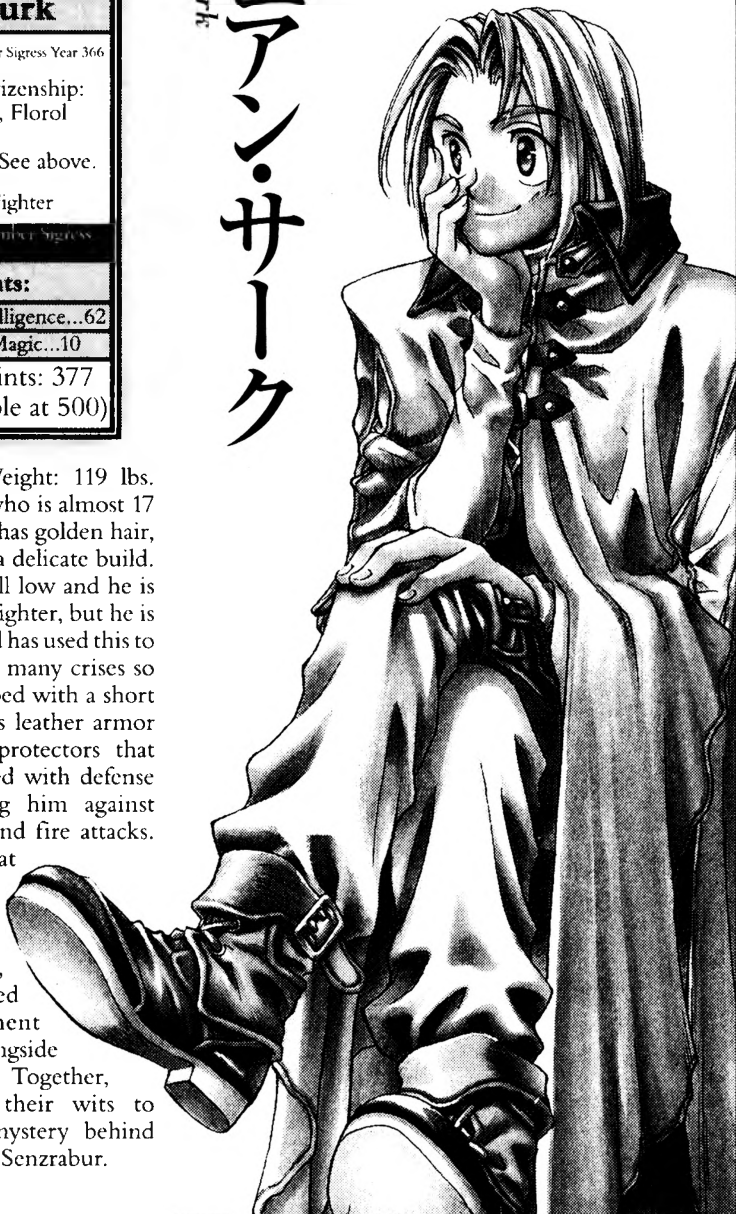 urk
Sigress Year 366
izenship:
, Florol
See above.
ighter
Sigress
ts:
lligence...62
Magic...10
ints: 377
ble at 500)
rk
アン・サーク
Weight: 119 lbs.
who is almost 17
has golden hair,
a delicate build.
ll low and he is
ighter, but he is
d has used this to
many crises so
ped with a short
s leather armor
protectors that
ed with defense
ng him against
nd fire attacks.
at
,
ed
ment
ngside
Together,
their wits to
mystery behind
Senzrabur.